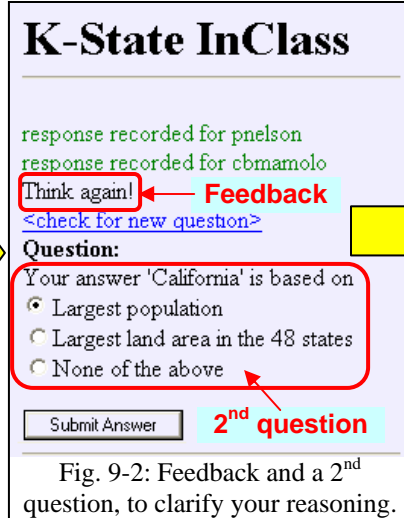 K-State InClass
response recorded for pnelson
response recorded for cbmamolo
Think again! Feedback
<check for new question>
Question:
Your answer 'California' is based on
Largest population
Largest land area in the 48 states
None of the above
Submit Answer 2nd question
Fig. 9-2: Feedback and a 2nd
question, to clarify your reasoning.